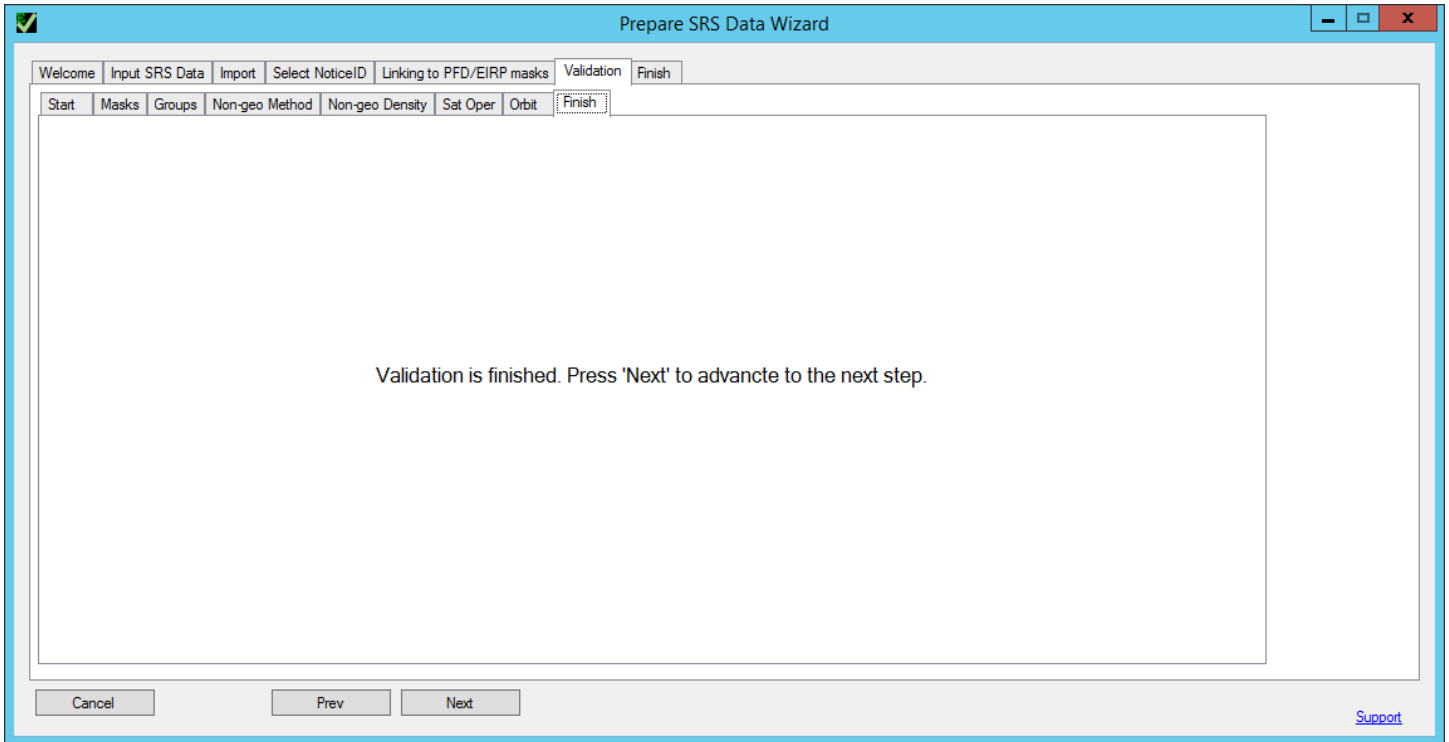 Prepare SRS Data Wizard
Welcome Input SRS Data Import Select NoticeID Linking to PFD/EIRP masks Validation Finish
Start Masks Groups Non-geo Method Non-geo Density Sat Oper Orbit Finish
Validation is finished. Press 'Next' to advancte to the next step.
Cancel Prev Next
Support